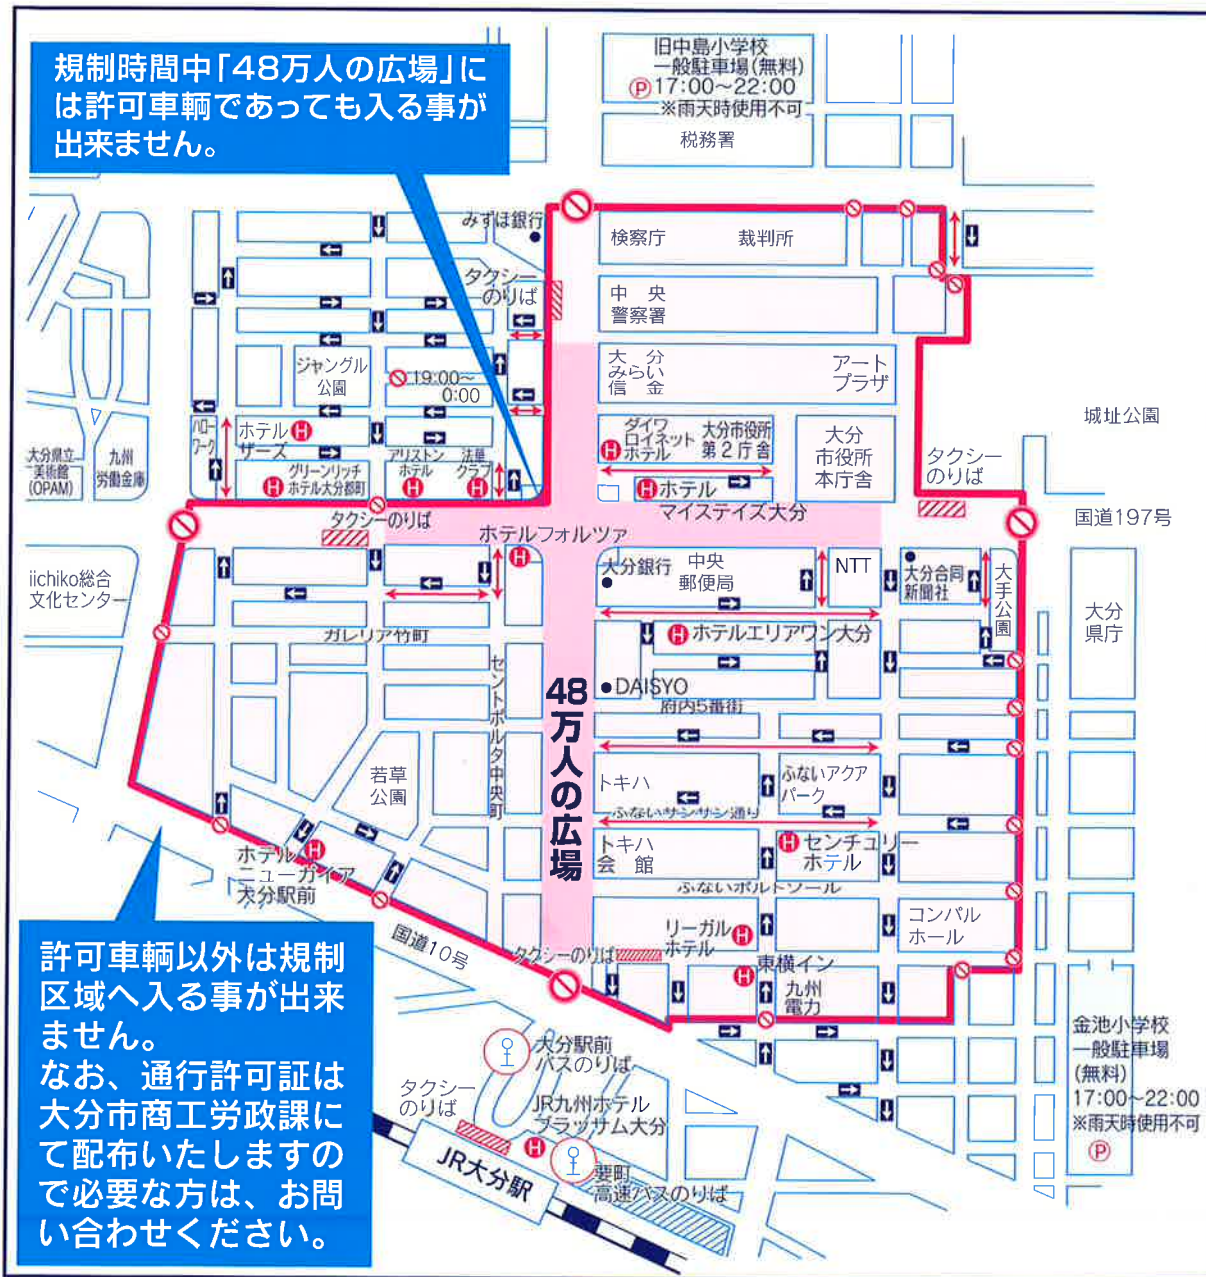 規制時間中「48万人の広場」に
は許可車輌であっても入る事が
出来ません。
旧中島小学校
一般駐車場(無料)
Ⓟ17:00〜22:00
※雨天時使用不可
税務署
みずほ銀行
検察庁
裁判所
タクシー
のりば
中央
警察署
大分
みらい
信金
アート
プラザ
ジャングル
公園
19:00〜
0:00
城址公園
ハロー
ワーク
ホテル
ザーズ
H
ダイワ
ロイネット
ホテル
H
大分市役所
第2庁舎
大分
市役所
本庁舎
タクシー
のりば
大分県立
美術館
(OPAM)
九州
労働金庫
グリーンリッチ
ホテル大分都町
H
アリストン
ホテル
H
法華
クラブ
H
Hホテル
マイステイズ大分
国道197号
タクシーのりば
ホテルフォルツァ
H
iichiko総合
文化センター
大分銀行
中央
郵便局
NTT
大分合同
新聞社
大手公園
大分
県庁
ガレリア竹町
Hホテルエリアワン大分
セントポルタ中央町
DAISYO
府内5番街
48万人の広場
若草
公園
トキハ
ふないアクア
パーク
ふないサンサン通り
トキハ
会館
Hセンチュリー
ホテル
ホテル
ニューガイア
大分駅前
H
ふないポルトソール
コンパル
ホール
リーガル
ホテル
H
国道10号
タクシーのりば
東横イン
H
九州
電力
許可車輌以外は規制
区域へ入る事が出来
ません。
なお、通行許可証は
大分市商工労政課に
て配布いたしますの
で必要な方は、お問
い合わせください。
大分駅前
バスのりば
タクシー
のりば
JR九州ホテル
ブラッサム大分
H
JR大分駅
要町
高速バスのりば
金池小学校
一般駐車場
(無料)
17:00〜22:00
※雨天時使用不可
Ⓟ